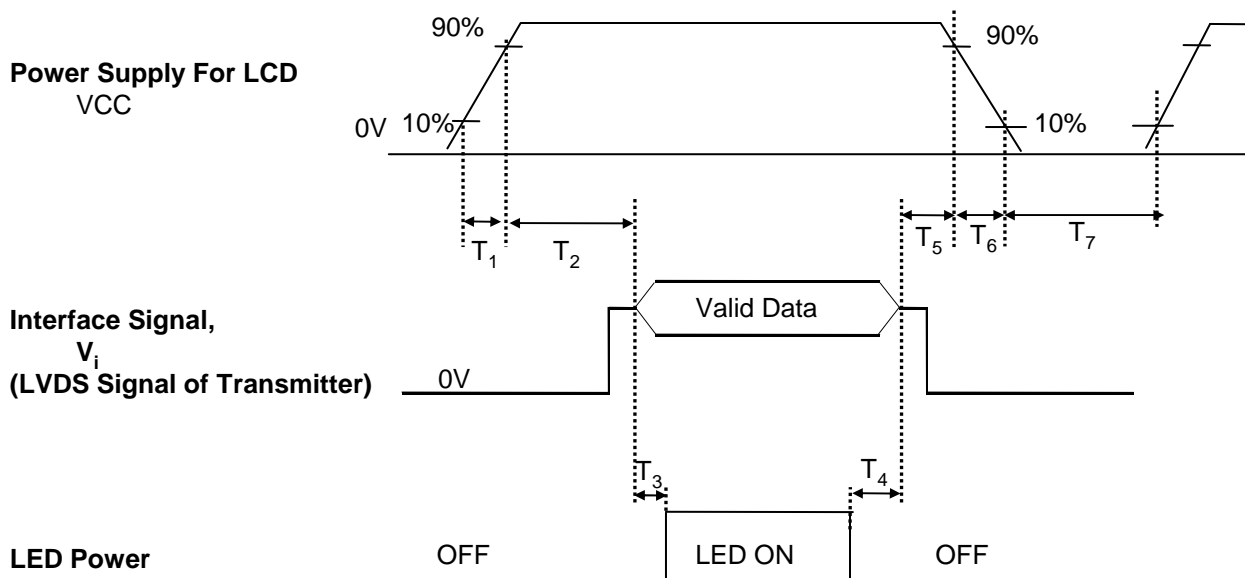 90%
90%
Power Supply For LCD
VCC
0V
10%
10%
T1
T2
T5
T6
T7
Interface Signal,
Vi
(LVDS Signal of Transmitter)
Valid Data
0V
T3
T4
LED Power
OFF
LED ON
OFF